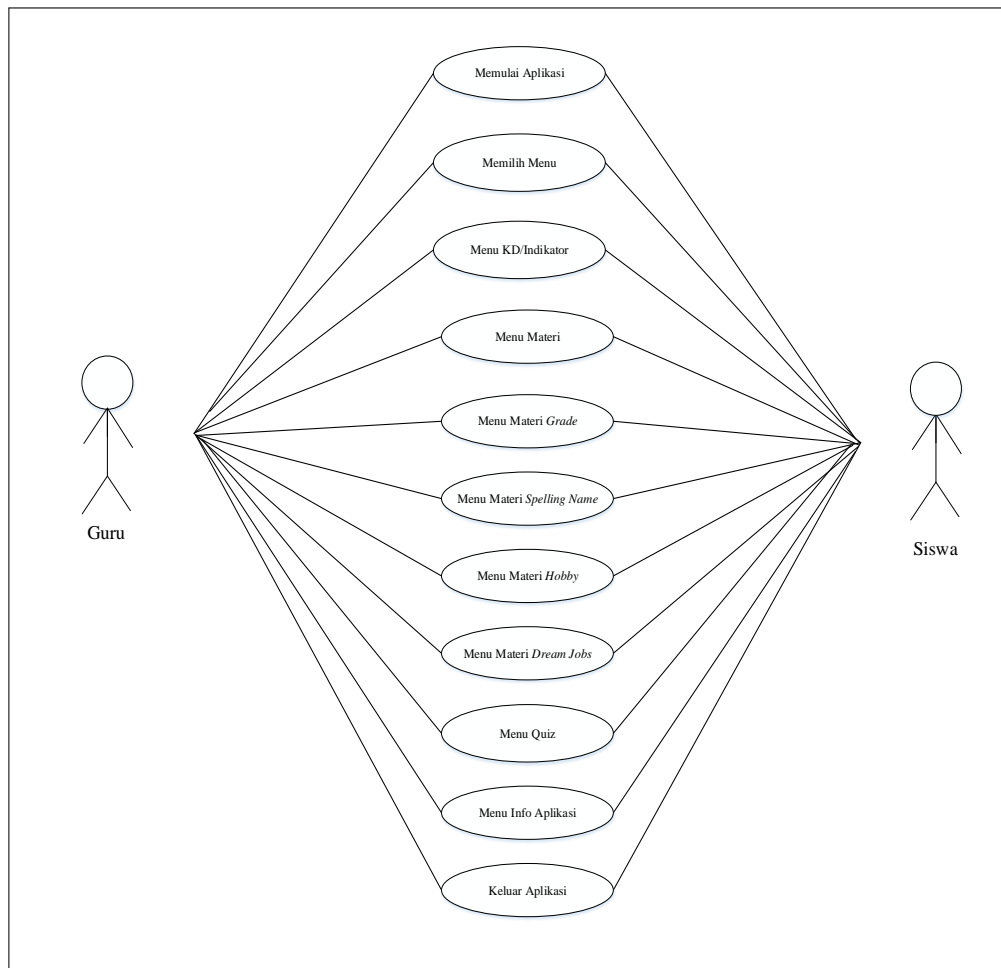 Memulai Aplikasi
Memilih Menu
Menu KD/Indikator
Menu Materi
Menu Materi Grade
Menu Materi Spelling Name
Menu Materi Hobby
Menu Materi Dream Jobs
Menu Quiz
Menu Info Aplikasi
Keluar Aplikasi
Guru
Siswa